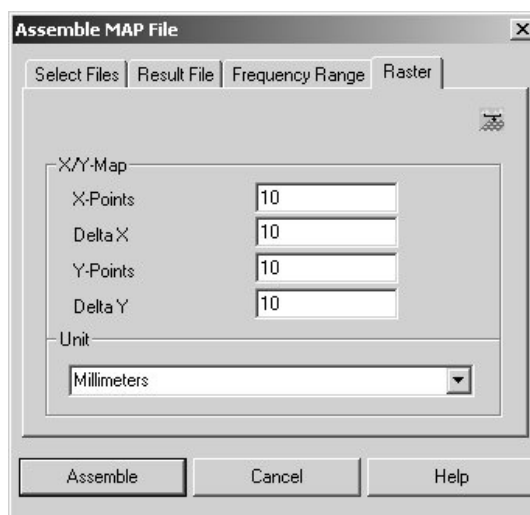 Assemble MAP File
Select Files Result File Frequency Range Raster
X/Y-Map
X-Points 10
Delta X 10
Y-Points 10
Delta Y 10
Unit
Millimeters
Assemble Cancel Help